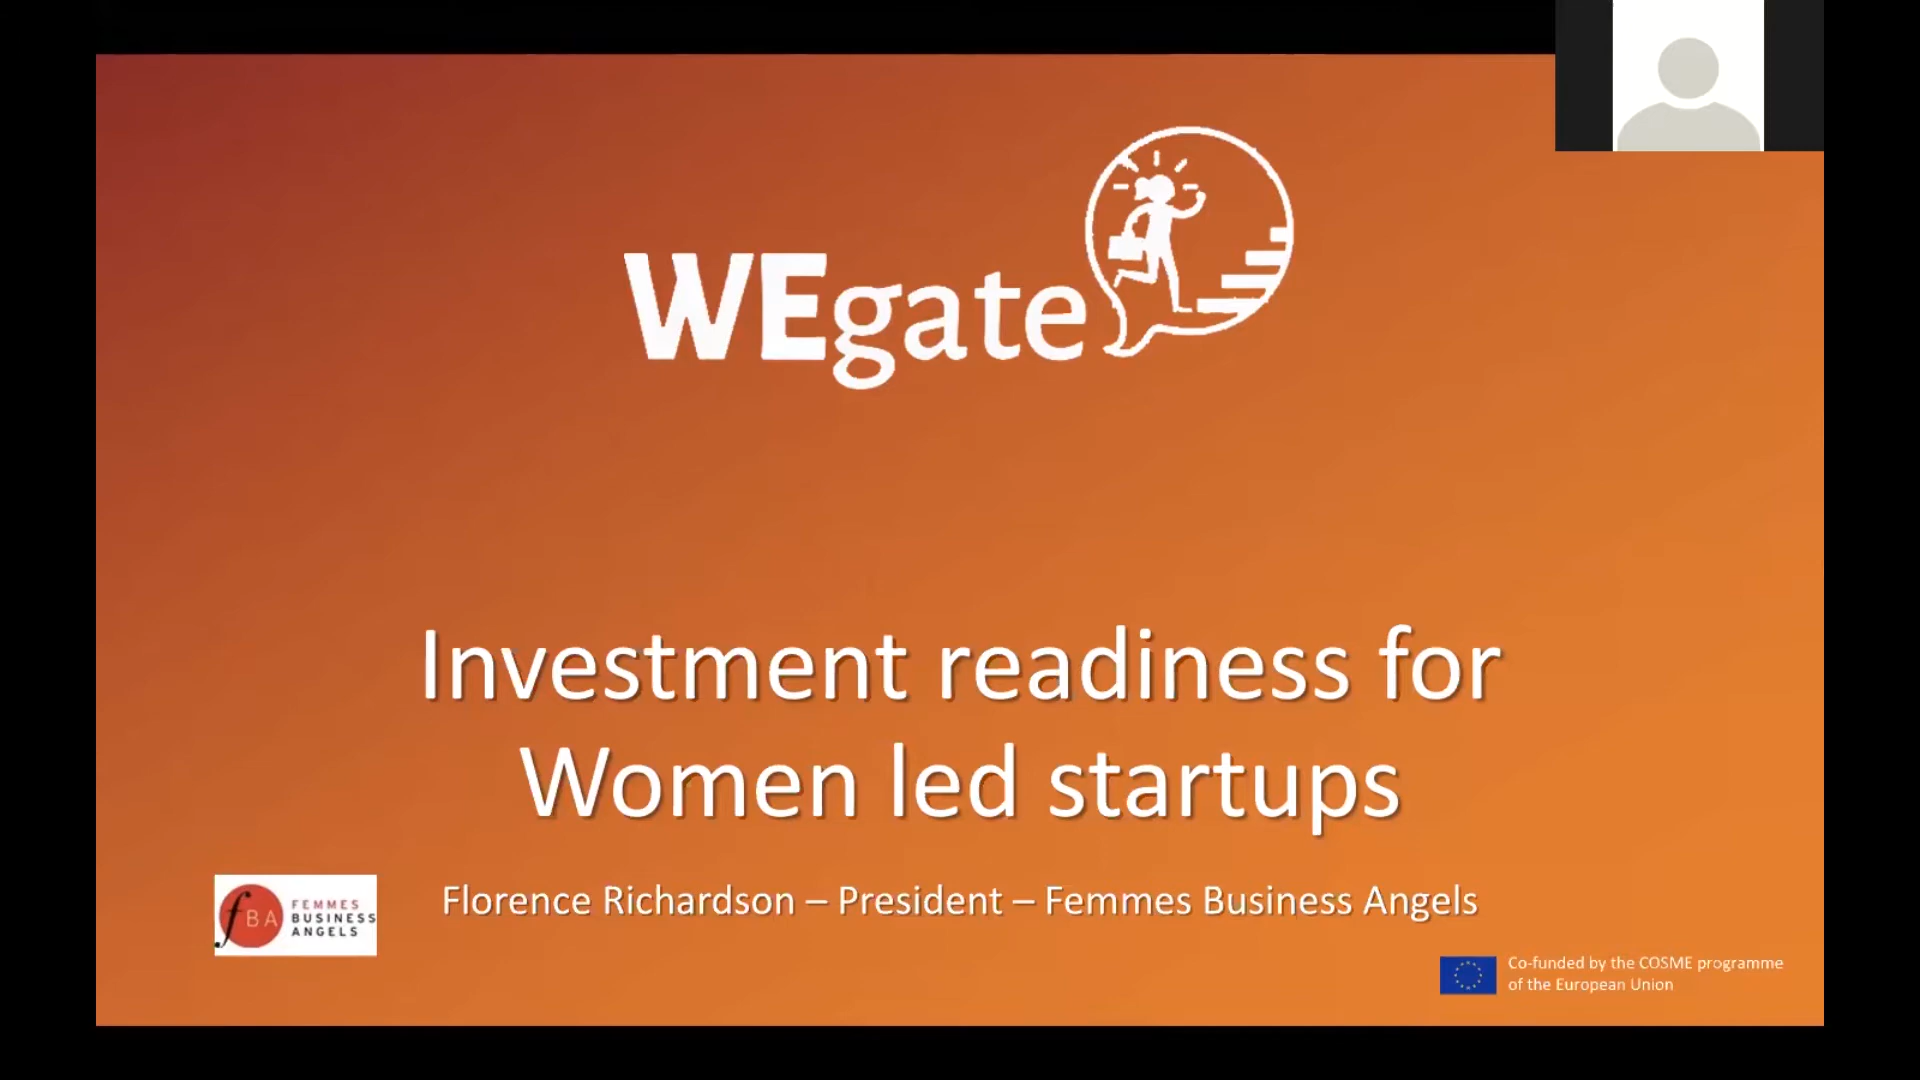 WEgate
Investment readiness for
Women led startups
Florence Richardson – President – Femmes Business Angels
fBA
FEMMES
BUSINESS
ANGELS
Co-funded by the COSME programme
of the European Union